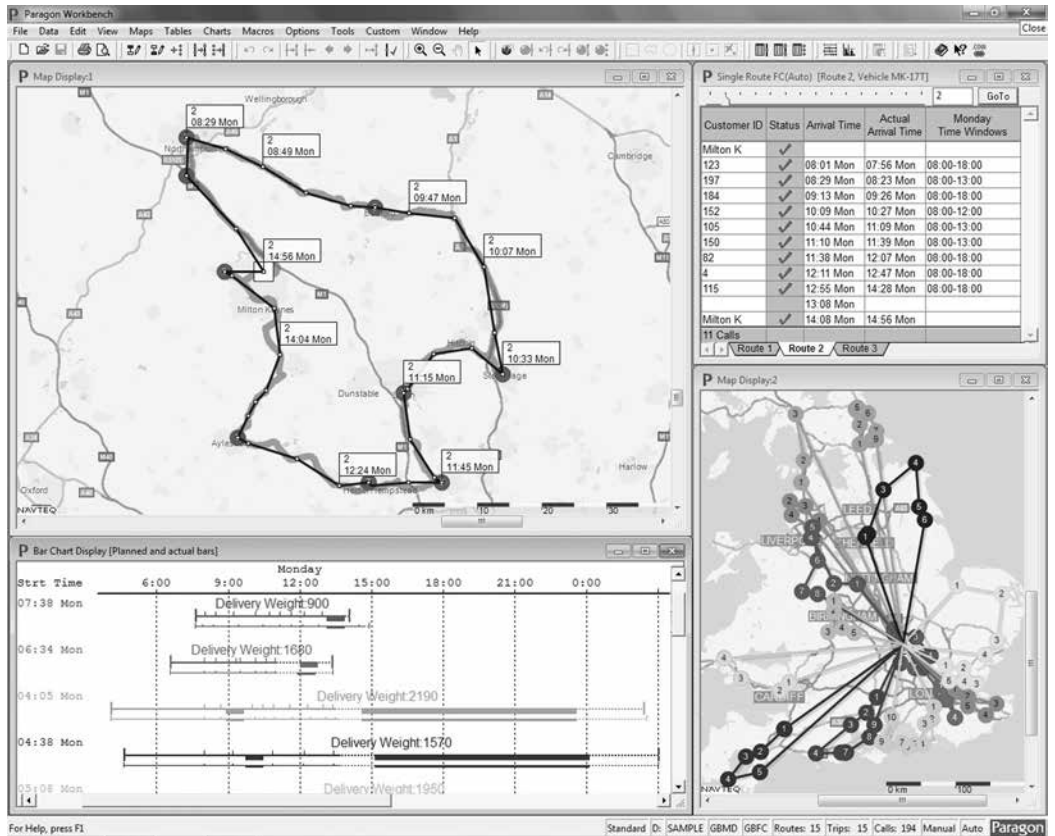 Paragon Workbench
Close
File Data Edit View Maps Tables Charts Macros Options Tools Custom Window Help
Map Display:1
Wellingborough
2
08:29 Mon
2
08:49 Mon
2
09:47 Mon
2
10:07 Mon
2
14:56 Mon
Milton Keynes
2
14:04 Mon
2
10:33 Mon
2
11:15 Mon
Dunstable
2
12:24 Mon
2
11:45 Mon
Cambridge
Harlow
Oxford
Hemel Hempstead
NAVTEQ
0 km 10 20 30
Single Route FC(Auto) [Route 2, Vehicle MK-17T]
2 GoTo
Customer ID Status Arrival Time Actual Arrival Time Monday Time Windows
Milton K
123 08:01 Mon 07:56 Mon 08:00-18:00
197 08:29 Mon 08:23 Mon 08:00-13:00
184 09:13 Mon 09:26 Mon 08:00-18:00
152 10:09 Mon 10:27 Mon 08:00-12:00
105 10:44 Mon 11:09 Mon 08:00-13:00
150 11:10 Mon 11:39 Mon 08:00-13:00
82 11:38 Mon 12:07 Mon 08:00-18:00
4 12:11 Mon 12:47 Mon 08:00-18:00
115 12:55 Mon 14:28 Mon 08:00-18:00
13:08 Mon
Milton K 14:08 Mon 14:56 Mon
11 Calls
Route 1 Route 2 Route 3
Map Display:2
CARDIFF
NAVTEQ
0 km 100
Bar Chart Display [Planned and actual bars]
Monday
Strt Time 6:00 9:00 12:00 15:00 18:00 21:00 0:00
07:38 Mon Delivery Weight:900
06:34 Mon Delivery Weight:1680
04:05 Mon Delivery Weight:2190
04:38 Mon Delivery Weight:1570
05:08 Mon Delivery Weight:1950
For Help, press F1
Standard D: SAMPLE GBMD GBFC Routes: 15 Trips: 15 Calls: 194 Manual Auto Paragon